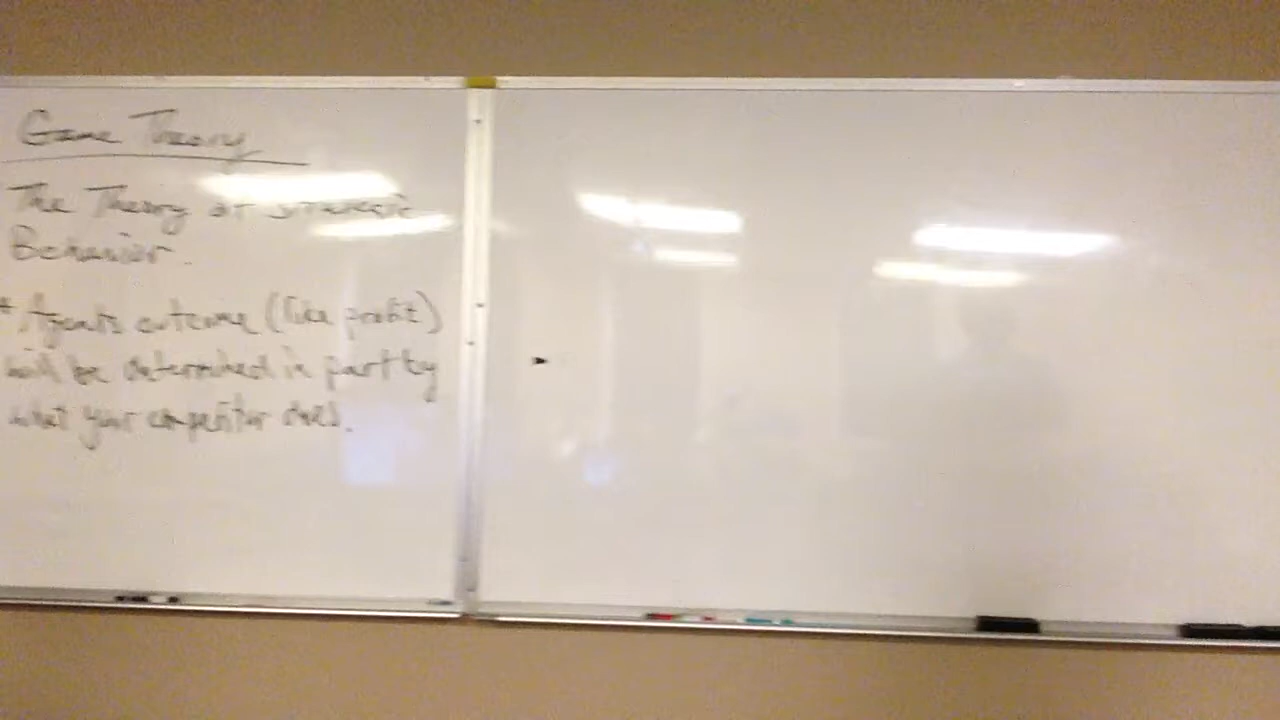 Game Theory
The Theory of strategic
Behavior.
* Agents outcome (like profit)
will be determined in part by
what your competitor does.